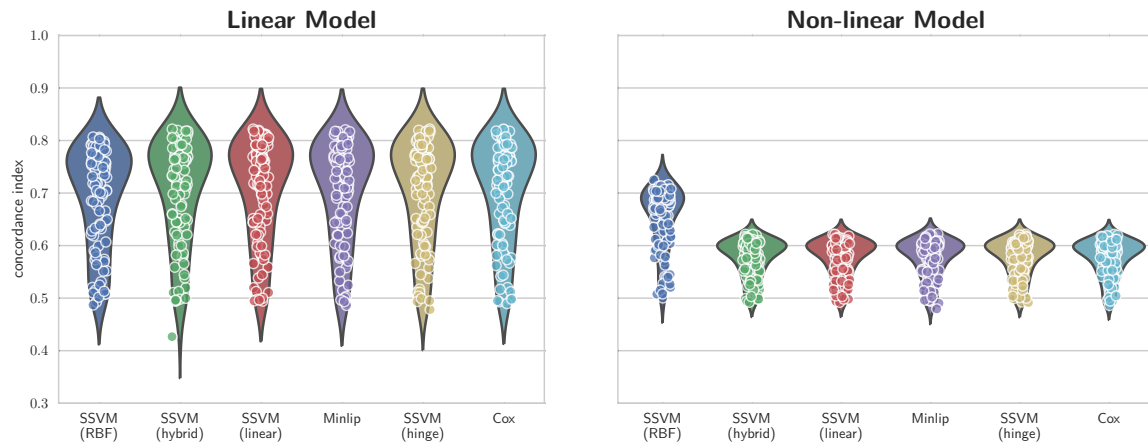 Linear Model
concordance index
1.0
0.9
0.8
0.7
0.6
0.5
0.4
0.3
SSVM
(RBF)
SSVM
(hybrid)
SSVM
(linear)
Minlip
SSVM
(hinge)
Cox
Non-linear Model
SSVM
(RBF)
SSVM
(hybrid)
SSVM
(linear)
Minlip
SSVM
(hinge)
Cox